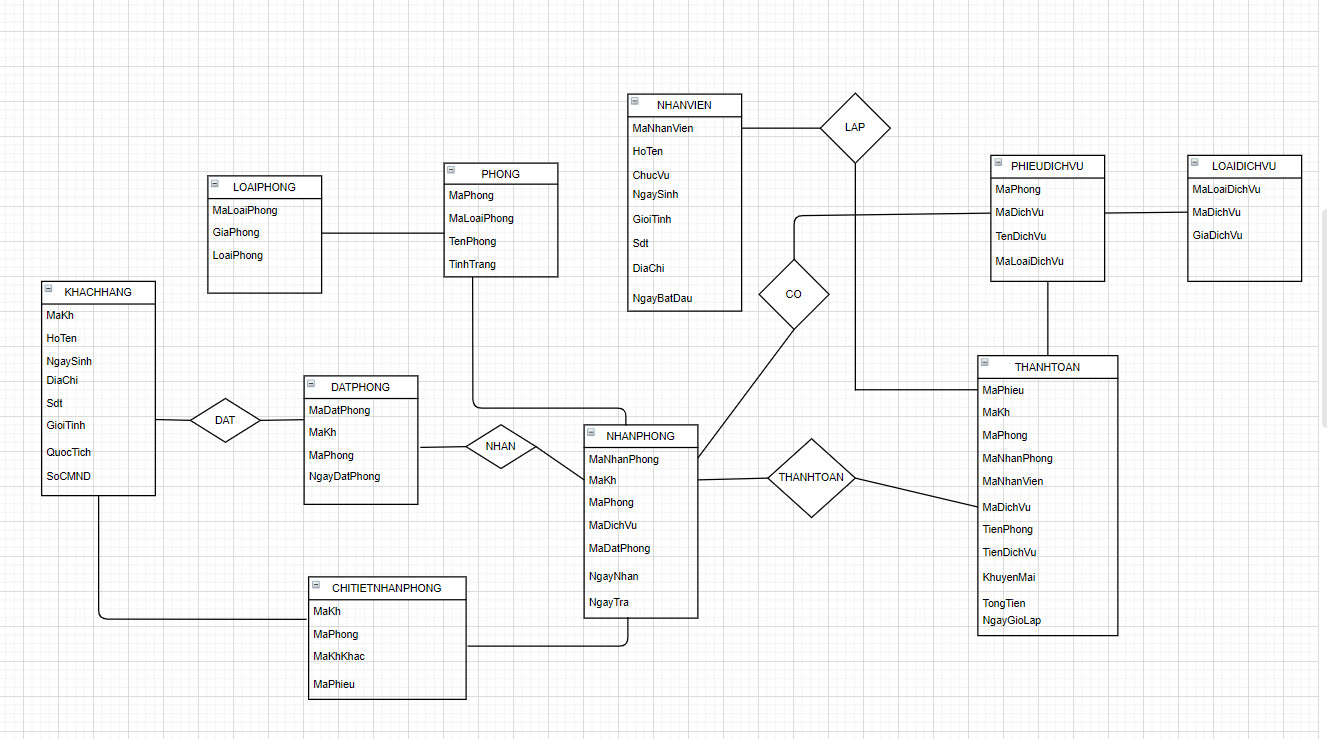 NHANVIEN
MaNhanVien
HoTen
ChucVu
NgaySinh
GioiTinh
Sdt
DiaChi
NgayBatDau
LAP
PHIEUDICHVU
MaPhong
MaDichVu
TenDichVu
MaLoaiDichVu
LOAIDICHVU
MaLoaiDichVu
MaDichVu
GiaDichVu
LOAIPHONG
MaLoaiPhong
GiaPhong
LoaiPhong
PHONG
MaPhong
MaLoaiPhong
TenPhong
TinhTrang
CO
KHACHHANG
MaKh
HoTen
NgaySinh
DiaChi
Sdt
GioiTinh
QuocTich
SoCMND
DAT
DATPHONG
MaDatPhong
MaKh
MaPhong
NgayDatPhong
NHAN
NHANPHONG
MaNhanPhong
MaKh
MaPhong
MaDichVu
MaDatPhong
NgayNhan
NgayTra
THANHTOAN
THANHTOAN
MaPhieu
MaKh
MaPhong
MaNhanPhong
MaNhanVien
MaDichVu
TienPhong
TienDichVu
KhuyenMai
TongTien
NgayGioLap
CHITIETNHANPHONG
MaKh
MaPhong
MaKhKhac
MaPhieu